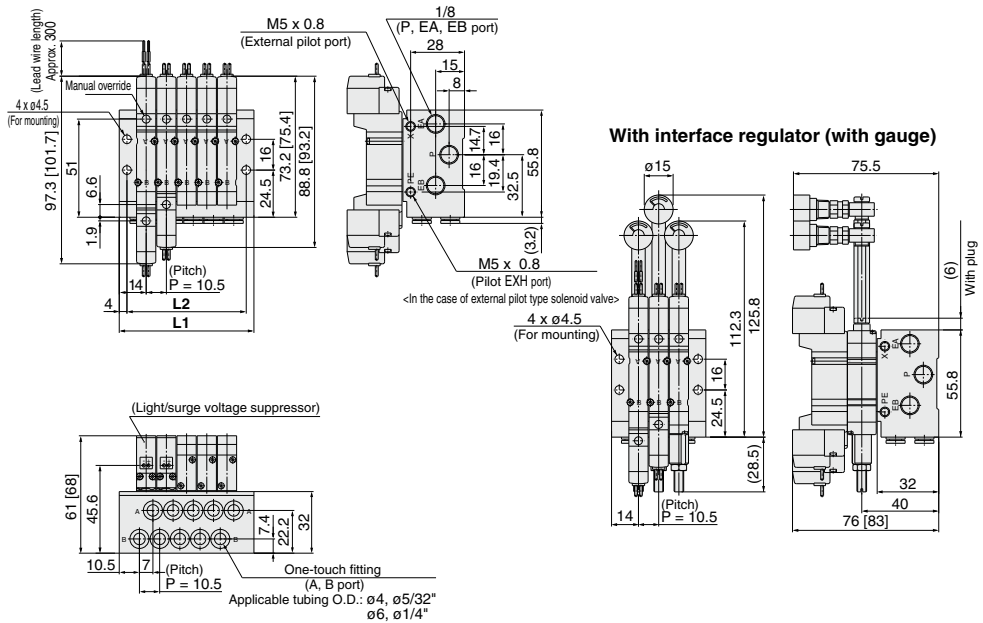 M5 x 0.8
(External pilot port)
1/8
(P, EA, EB port)
28
15
8
(Lead wire length)
Approx. 300
Manual override
4 x ø4.5
(For mounting)
97.3 [101.7]
51
6.6
1.9
A
B
16
24.5
73.2 [75.4]
88.8 [93.2]
(Pitch)
14
P = 10.5
4
L2
L1
X
EA
P
PE
EB
14.7
16
16
19.4
32.5
55.8
(3.2)
M5 x 0.8
(Pilot EXH port)
<In the case of external pilot type solenoid valve>
With interface regulator (with gauge)
ø15
75.5
(6)
With plug
4 x ø4.5
(For mounting)
A
B
16
24.5
112.3
125.8
(28.5)
(Pitch)
14
P = 10.5
X
EA
P
PE
EB
55.8
32
40
76 [83]
(Light/surge voltage suppressor)
61 [68]
45.6
A
B
7.4
22.2
32
10.5
7
(Pitch)
P = 10.5
One-touch fitting
(A, B port)
Applicable tubing O.D.: ø4, ø5/32"
ø6, ø1/4"